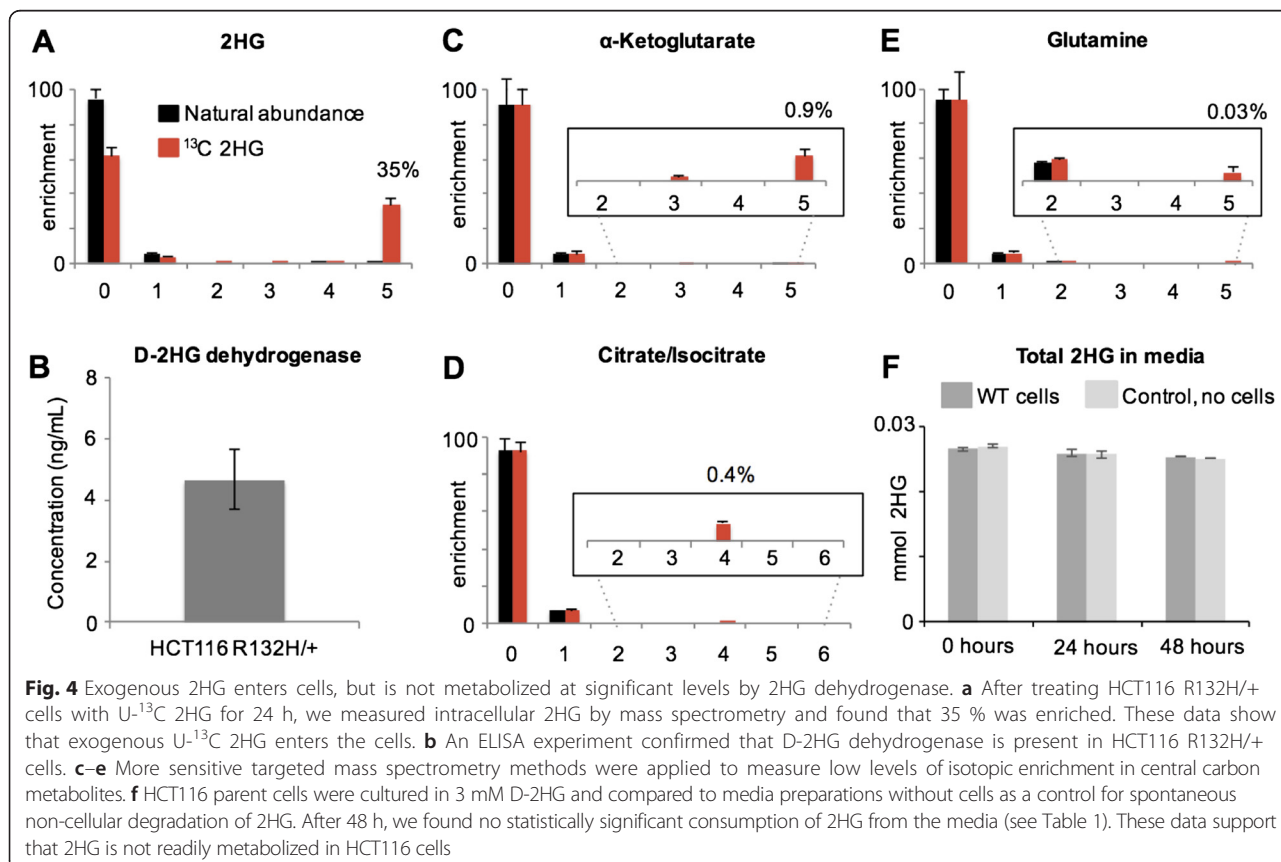 A
2HG
100
enrichment
0
Natural abundance
¹³C 2HG
35%
0 1 2 3 4 5
C
α-Ketoglutarate
100
enrichment
0
0.9%
2 3 4 5
0 1 2 3 4 5
E
Glutamine
100
enrichment
0
0.03%
2 3 4 5
0 1 2 3 4 5
B
D-2HG dehydrogenase
Concentration (ng/mL)
8
6
4
2
0
HCT116 R132H/+
D
Citrate/Isocitrate
100
enrichment
0
0.4%
2 3 4 5 6
0 1 2 3 4 5 6
F
Total 2HG in media
WT cells
Control, no cells
0.03
mmol 2HG
0
0 hours 24 hours 48 hours
Fig. 4 Exogenous 2HG enters cells, but is not metabolized at significant levels by 2HG dehydrogenase. a After treating HCT116 R132H/+
cells with U-¹³C 2HG for 24 h, we measured intracellular 2HG by mass spectrometry and found that 35 % was enriched. These data show
that exogenous U-¹³C 2HG enters the cells. b An ELISA experiment confirmed that D-2HG dehydrogenase is present in HCT116 R132H/+
cells. c–e More sensitive targeted mass spectrometry methods were applied to measure low levels of isotopic enrichment in central carbon
metabolites. f HCT116 parent cells were cultured in 3 mM D-2HG and compared to media preparations without cells as a control for spontaneous
non-cellular degradation of 2HG. After 48 h, we found no statistically significant consumption of 2HG from the media (see Table 1). These data support
that 2HG is not readily metabolized in HCT116 cells